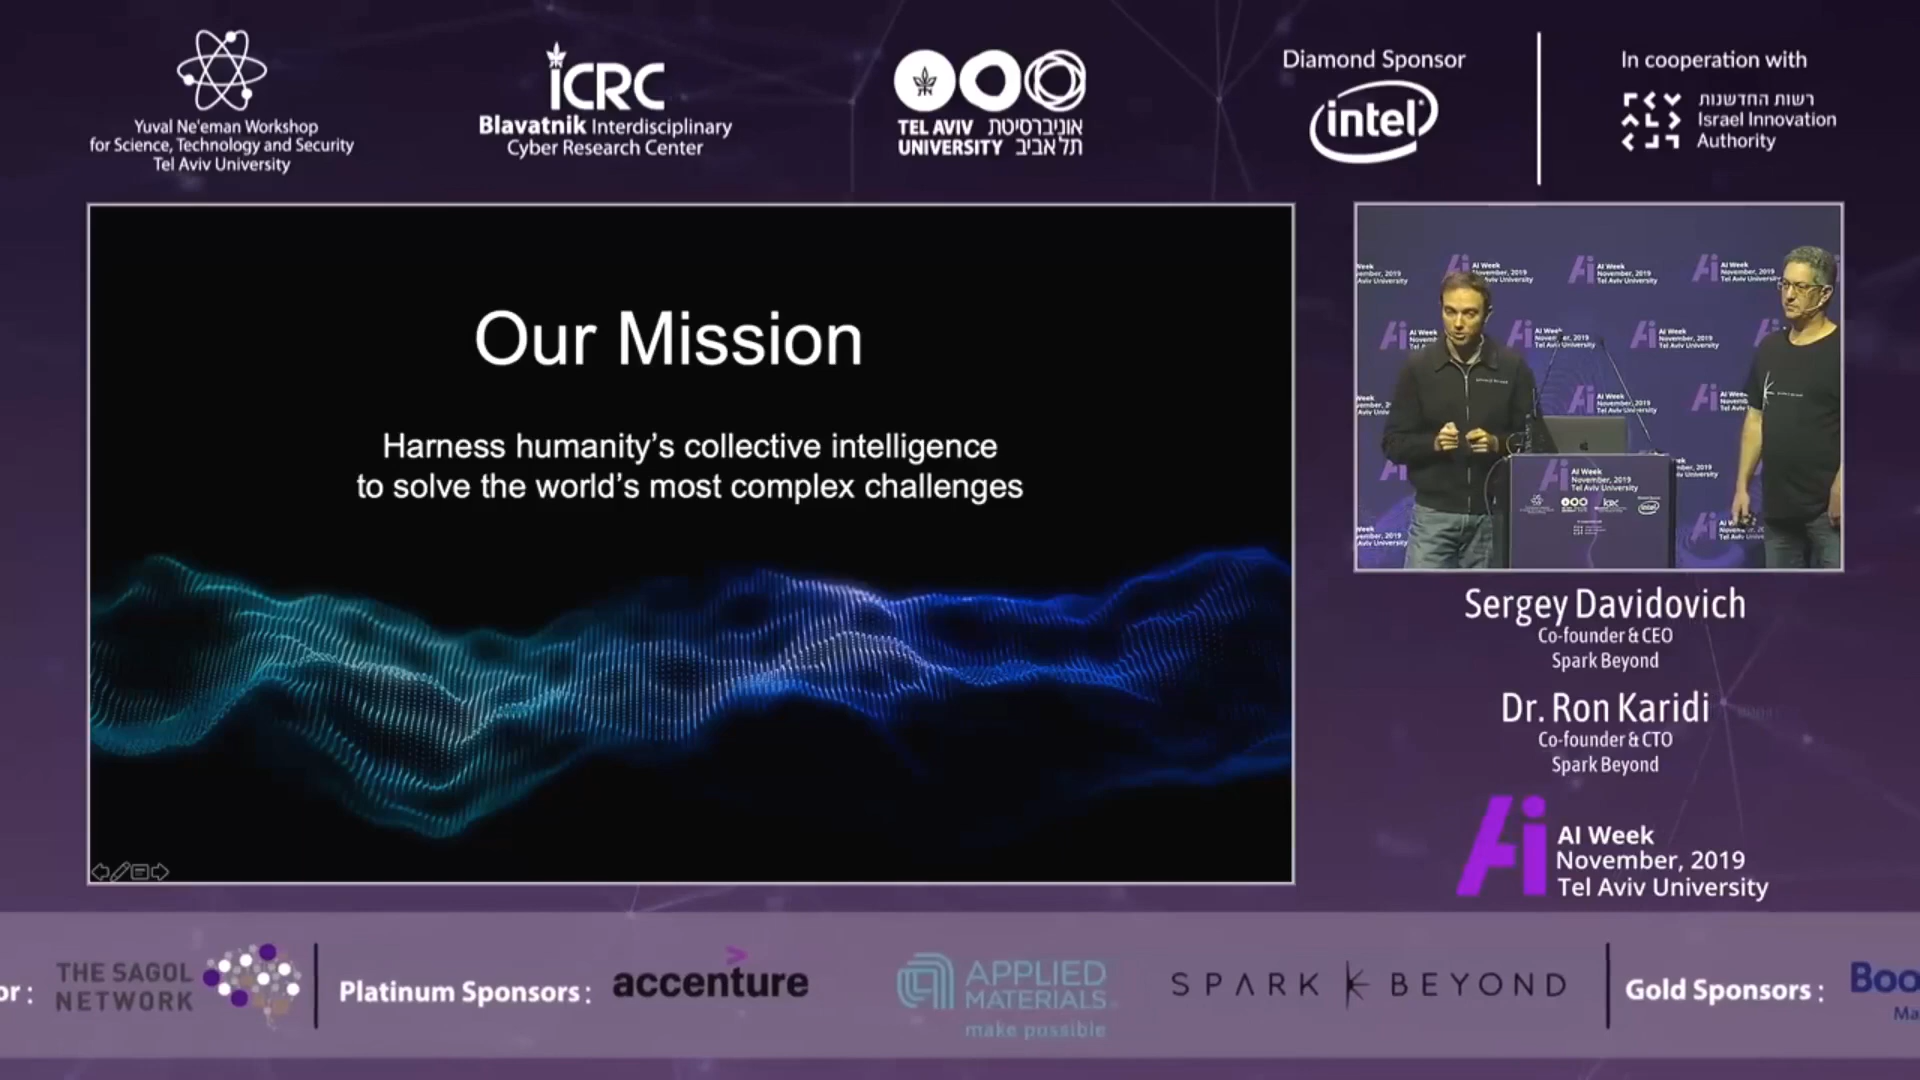 Yuval Ne'eman Workshop
for Science, Technology and Security
Tel Aviv University
iCRC
Blavatnik Interdisciplinary
Cyber Research Center
TEL AVIV אוניברסיטת
UNIVERSITY תל אביב
Diamond Sponsor
intel
In cooperation with
רשות החדשנות
Israel Innovation
Authority
Our Mission
Harness humanity's collective intelligence
to solve the world's most complex challenges
AI Week
November, 2019
Tel Aviv University
Sergey Davidovich
Co-founder & CEO
Spark Beyond
Dr. Ron Karidi
Co-founder & CTO
Spark Beyond
Ai
AI Week
November, 2019
Tel Aviv University
or :
THE SAGOL
NETWORK
Platinum Sponsors :
accenture
APPLIED
MATERIALS
make possible
SPARK BEYOND
Gold Sponsors :
Boo
Ma